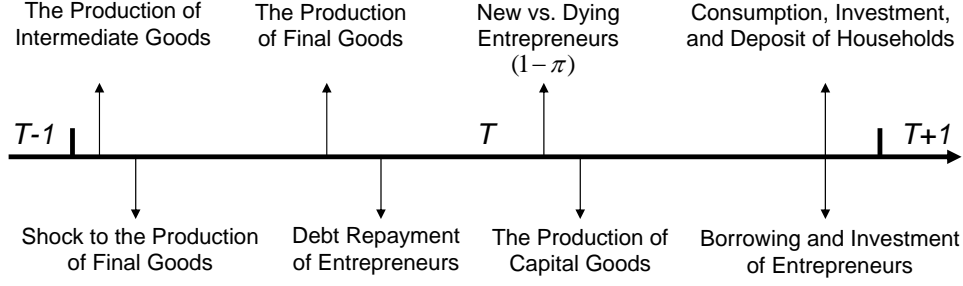 The Production of
Intermediate Goods
The Production
of Final Goods
New vs. Dying
Entrepreneurs
(1−π)
Consumption, Investment,
and Deposit of Households
T-1
T
T+1
Shock to the Production
of Final Goods
Debt Repayment
of Entrepreneurs
The Production of
Capital Goods
Borrowing and Investment
of Entrepreneurs